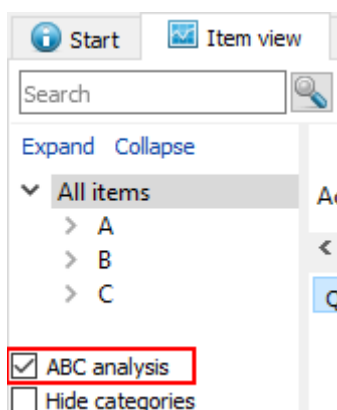 Start Item view
Search
Expand Collapse
All items
A
B
C
ABC analysis
Hide categories